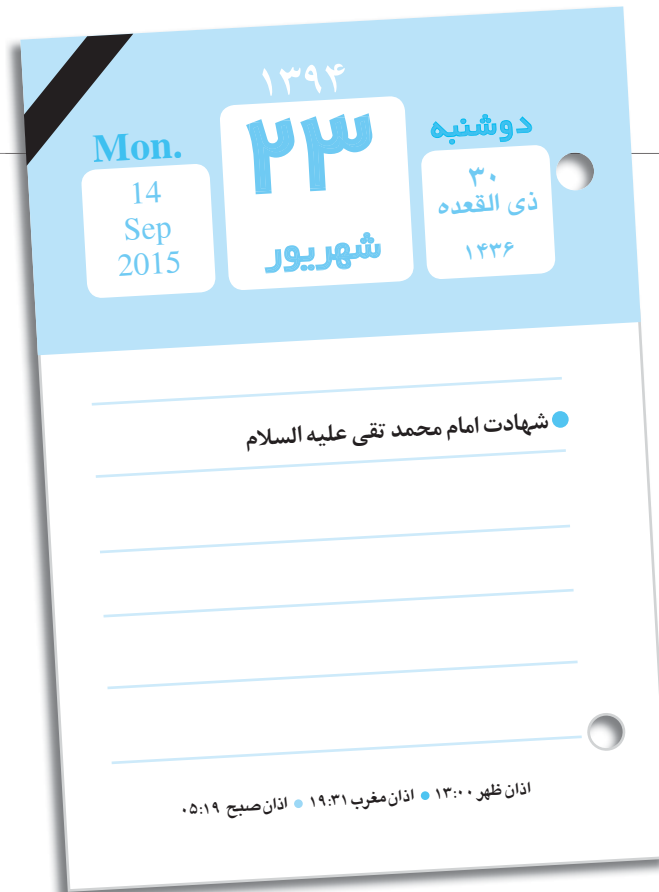 ۱۳۹۴
دوشنبه
۳۰
ذی القعده
۱۴۳۶
۲۳
شهریور
Mon.
14
Sep
2015
شهادت امام محمد تقی علیه السلام
اذان ظهر ۱۳:۰۰ ● اذان مغرب ۱۹:۳۱ ● اذان صبح ۰۵:۱۹